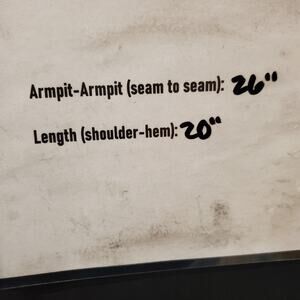 Armpit-Armpit (seam to seam): 26"
Length (shoulder-hem): 20"